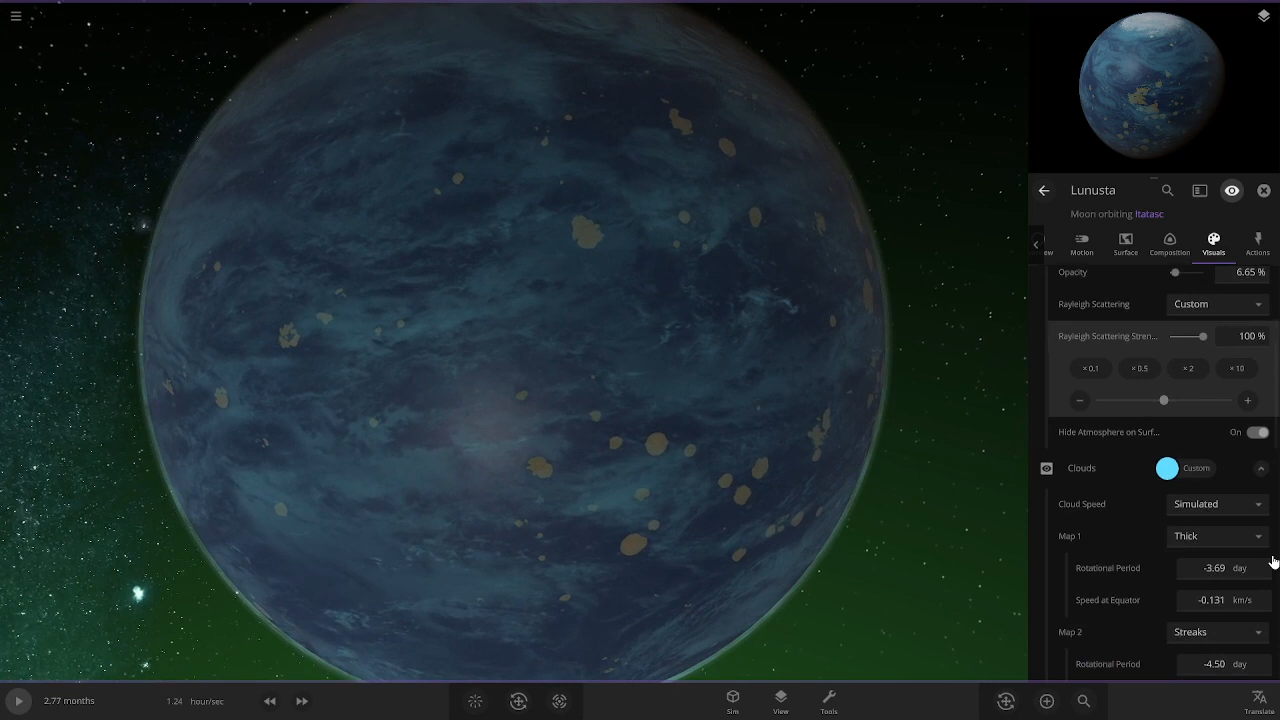 Lunusta
Moon orbiting Itatasc
ew Motion Surface Composition Visuals Actions
Opacity 6.65 %
Rayleigh Scattering Custom
Rayleigh Scattering Stren... 100 %
× 0.1 × 0.5 × 2 × 10
Hide Atmosphere on Surf... On
Clouds Custom
Cloud Speed Simulated
Map 1 Thick
Rotational Period -3.69 day
Speed at Equator -0.131 km/s
Map 2 Streaks
Rotational Period -4.50 day
2.77 months 1.24 hour/sec Sim View Tools Translate